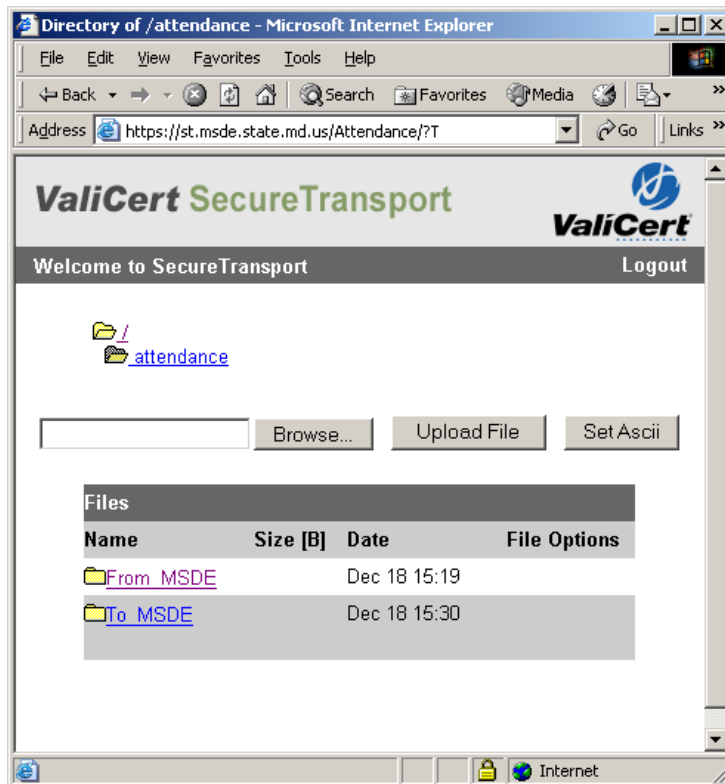 Directory of /attendance - Microsoft Internet Explorer
File Edit View Favorites Tools Help
Back Search Favorites Media »
Address https://st.msde.state.md.us/Attendance/?T Go Links »
ValiCert SecureTransport
ValiCert
Welcome to SecureTransport Logout
/
attendance
Browse... Upload File Set Ascii
Files
Name Size [B] Date File Options
From_MSDE Dec 18 15:19
To_MSDE Dec 18 15:30
Internet